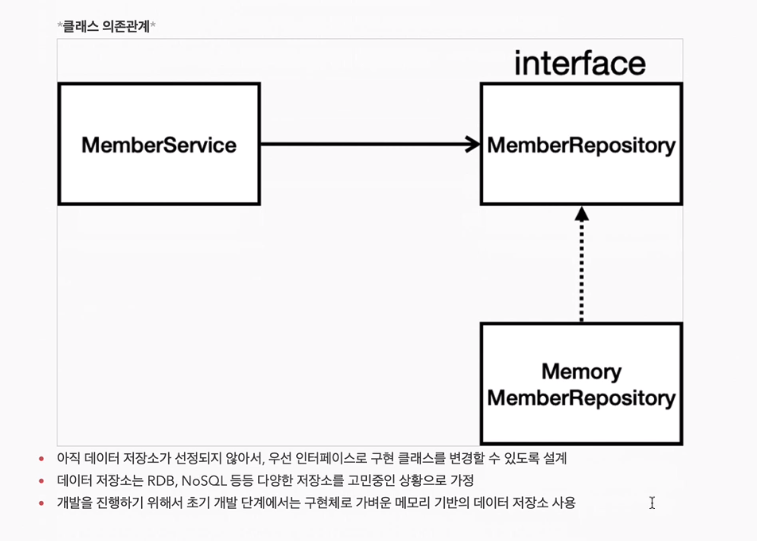 *클래스 의존관계*
interface
MemberService
MemberRepository
Memory
MemberRepository
• 아직 데이터 저장소가 선정되지 않아서, 우선 인터페이스로 구현 클래스를 변경할 수 있도록 설계
• 데이터 저장소는 RDB, NoSQL 등등 다양한 저장소를 고민중인 상황으로 가정
• 개발을 진행하기 위해서 초기 개발 단계에서는 구현체로 가벼운 메모리 기반의 데이터 저장소 사용